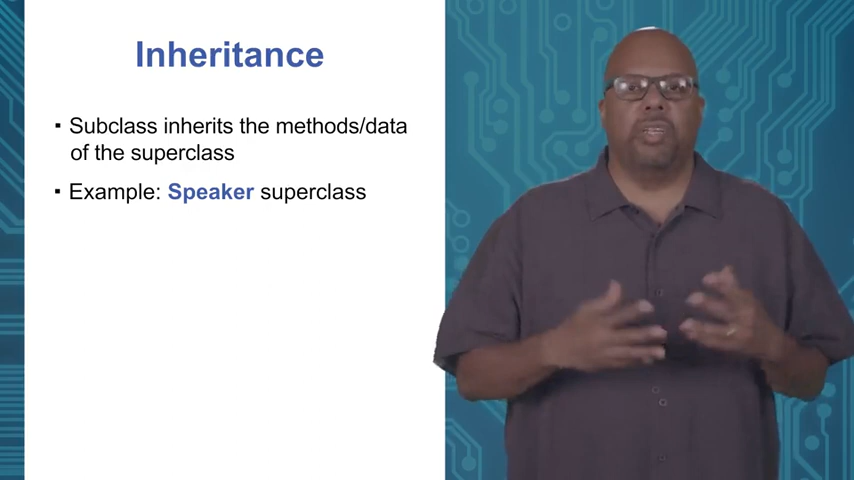 Inheritance
▪ Subclass inherits the methods/data
of the superclass
▪ Example: Speaker superclass